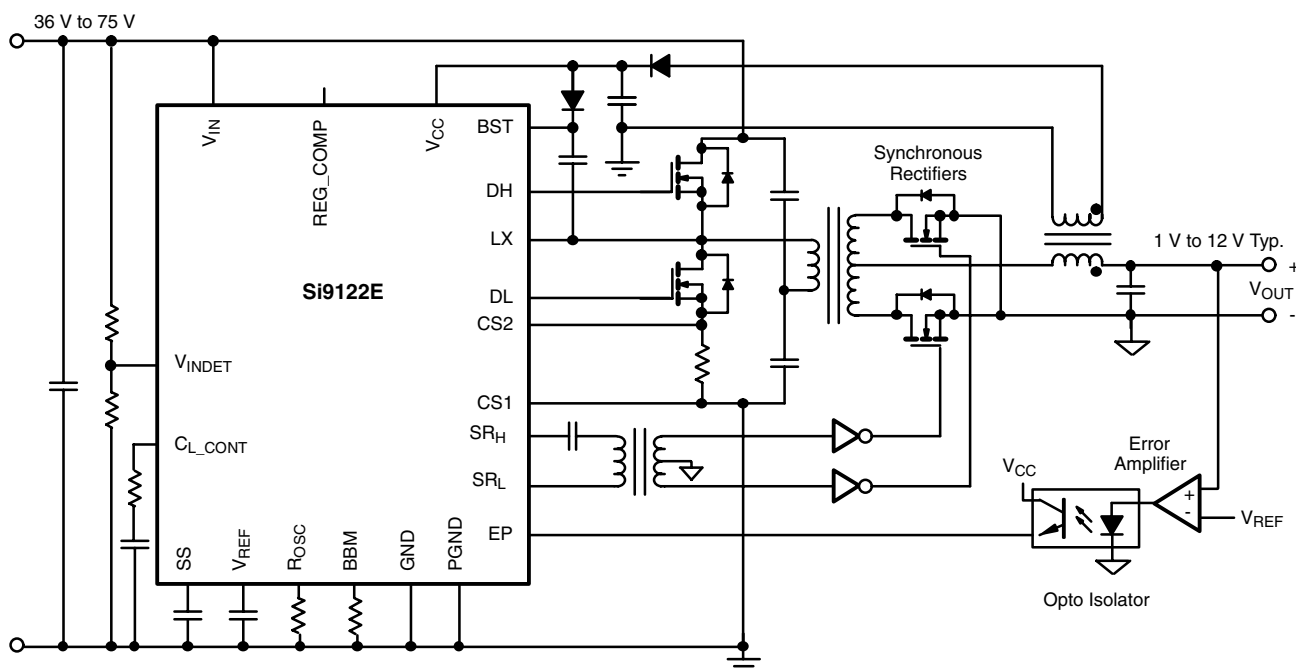 36 V to 75 V
VIN
REG_COMP
VCC
BST
DH
LX
DL
CS2
CS1
SRH
SRL
EP
Si9122E
VINDET
CL_CONT
SS
VREF
ROSC
BBM
GND
PGND
Synchronous
Rectifiers
1 V to 12 V Typ.
+
VOUT
-
Error
Amplifier
VCC
+
-
VREF
Opto Isolator